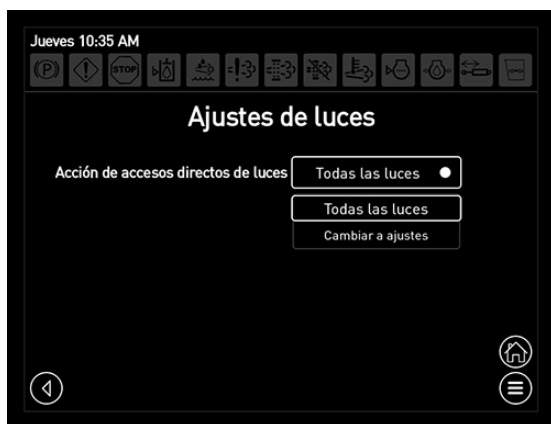 Jueves 10:35 AM
P
STOP
Ajustes de luces
Acción de accesos directos de luces
Todas las luces
Todas las luces
Cambiar a ajustes